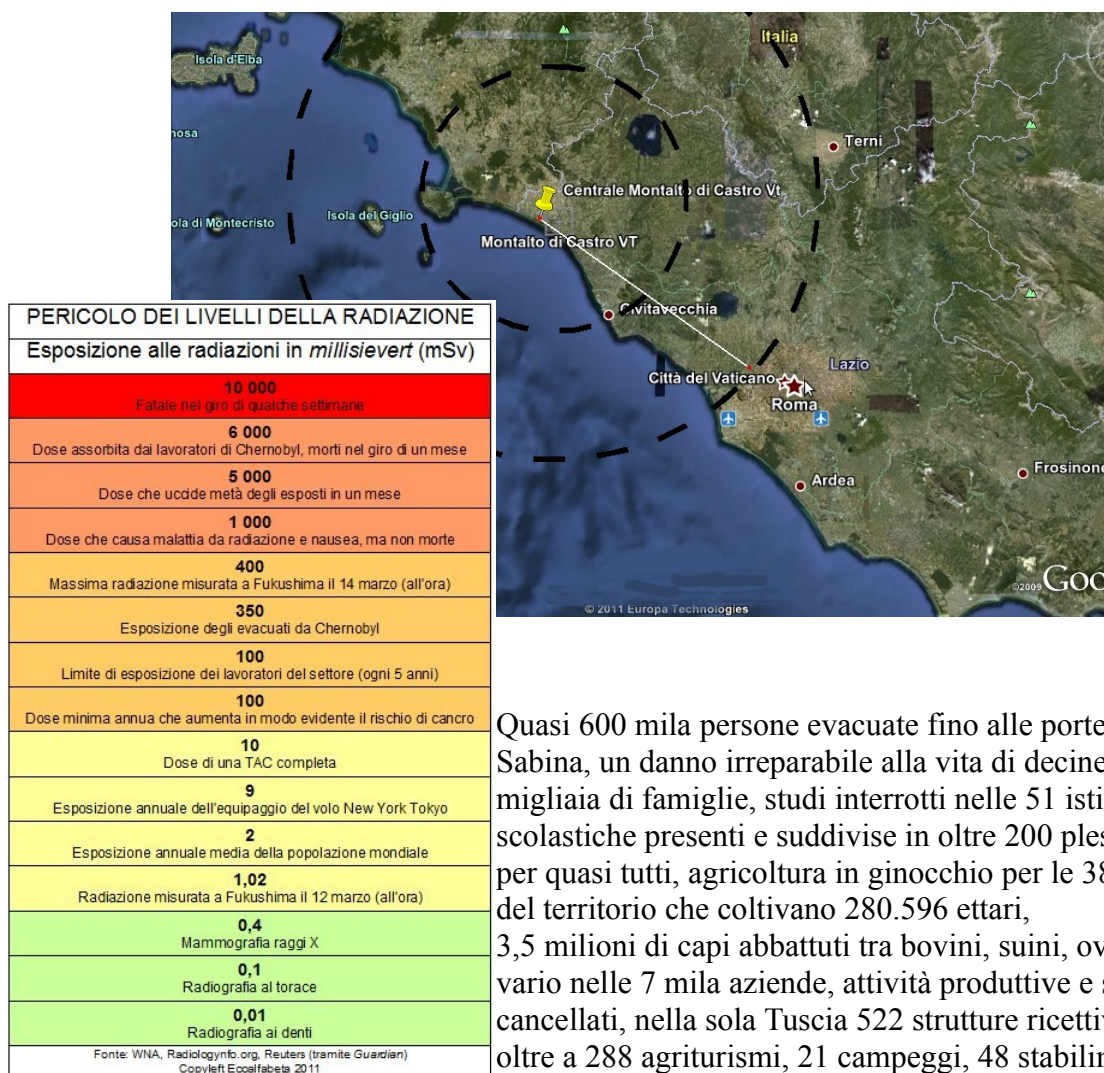 Italia
Isola d'Elba
nosa
Terni
Centrale Montalto di Castro Vt
Isola del Giglio
ola di Montecristo
Montalto di Castro VT
Civitavecchia
Lazio
Città del Vaticano
Roma
Frosinone
Ardea
©2009 Goo
© 2011 Europa Technologies
PERICOLO DEI LIVELLI DELLA RADIAZIONE
Esposizione alle radiazioni in millisievert (mSv)
10 000
Fatale nel giro di qualche settimane
6 000
Dose assorbita dai lavoratori di Chernobyl, morti nel giro di un mese
5 000
Dose che uccide metà degli esposti in un mese
1 000
Dose che causa malattia da radiazione e nausea, ma non morte
400
Massima radiazione misurata a Fukushima il 14 marzo (all'ora)
350
Esposizione degli evacuati da Chernobyl
100
Limite di esposizione dei lavoratori del settore (ogni 5 anni)
100
Dose minima annua che aumenta in modo evidente il rischio di cancro
10
Dose di una TAC completa
9
Esposizione annuale dell'equipaggio del volo New York Tokyo
2
Esposizione annuale media della popolazione mondiale
1,02
Radiazione misurata a Fukushima il 12 marzo (all'ora)
0,4
Mammografia raggi X
0,1
Radiografia al torace
0,01
Radiografia ai denti
Fonte: WNA, Radiologynfo.org, Reuters (tramite Guardian)
Copyleft Ecoalfabeta 2011
Quasi 600 mila persone evacuate fino alle porte
Sabina, un danno irreparabile alla vita di decine
migliaia di famiglie, studi interrotti nelle 51 isti
scolastiche presenti e suddivise in oltre 200 ples
per quasi tutti, agricoltura in ginocchio per le 38
del territorio che coltivano 280.596 ettari,
3,5 milioni di capi abbattuti tra bovini, suini, ov
vario nelle 7 mila aziende, attività produttive e s
cancellati, nella sola Tuscia 522 strutture ricettiv
oltre a 288 agriturismi, 21 campeggi, 48 stabilin